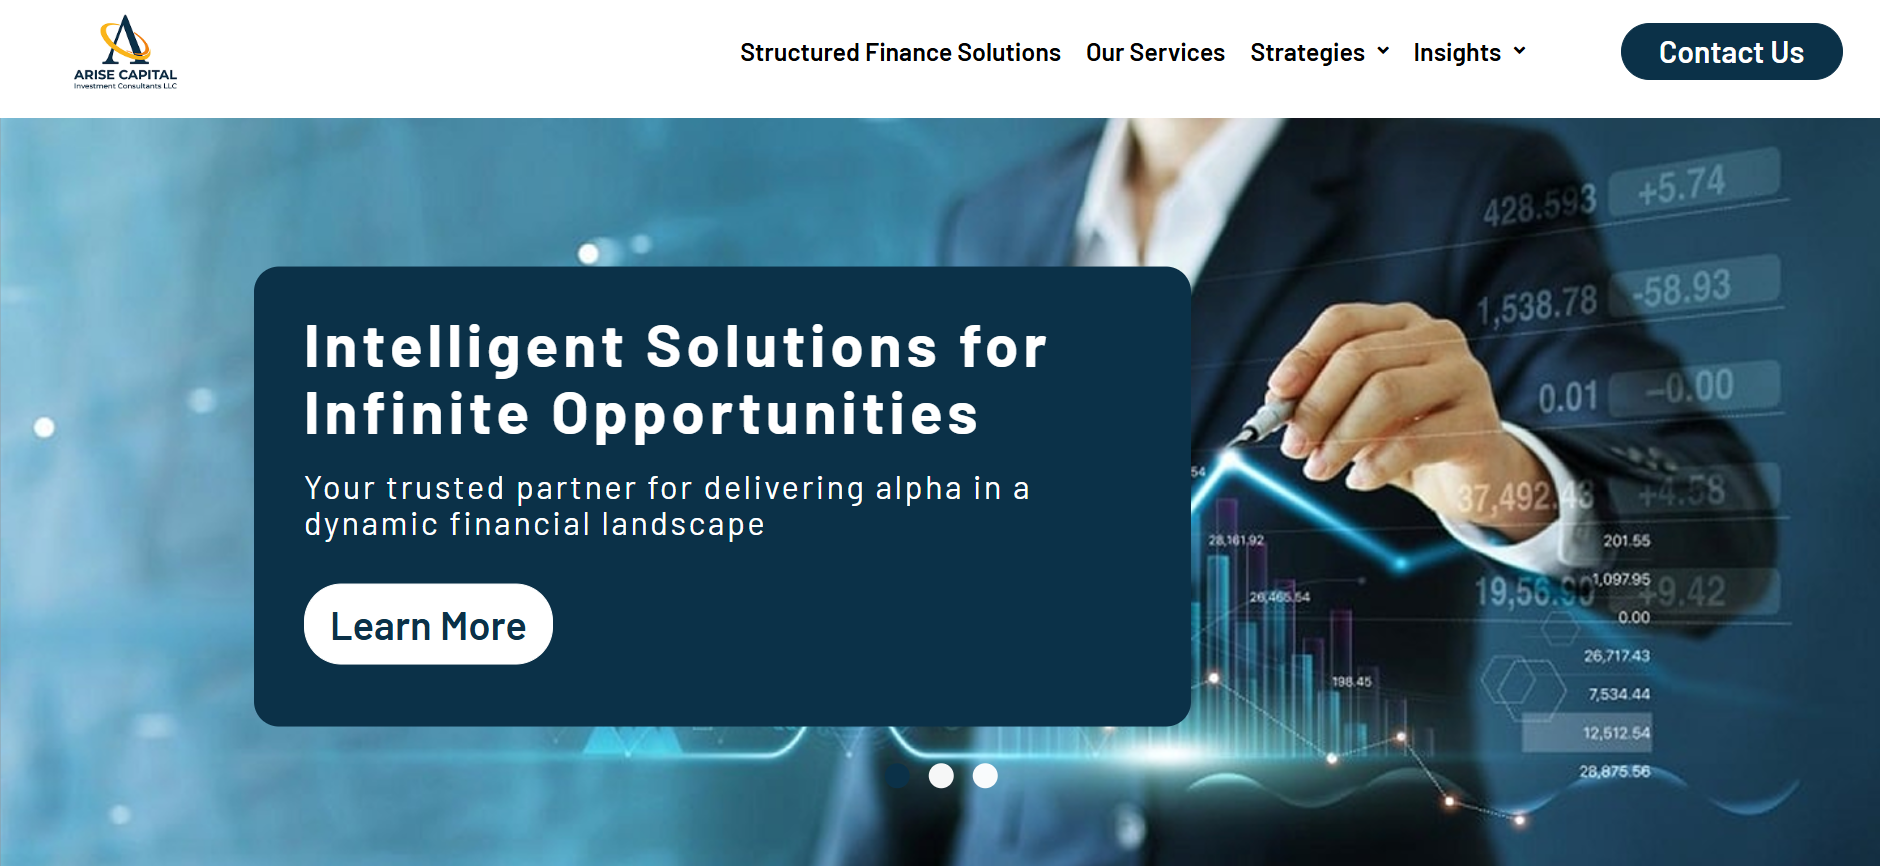 ARISE CAPITAL
Investment Consultants LLC
Structured Finance Solutions
Our Services
Strategies
Insights
Contact Us
Intelligent Solutions for
Infinite Opportunities
Your trusted partner for delivering alpha in a
dynamic financial landscape
Learn More
428.593 +5.74
1,538.78 -58.93
0.01 –0.00
54
37,492.43 +4.58
28,161.92
201.55
26,465.54
1,097.95
+9.42
0.00
26,717.43
198.45
7,534.44
12,512.54
28,875.56